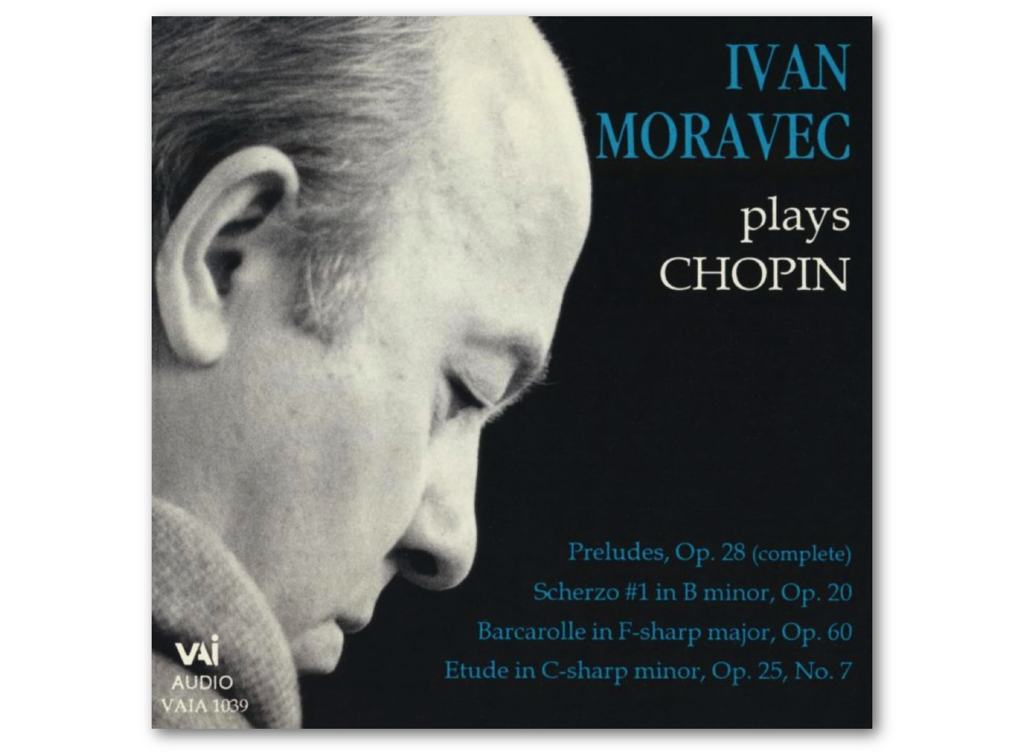 IVAN
MORAVEC
plays
CHOPIN
Preludes, Op. 28 (complete)
Scherzo #1 in B minor, Op. 20
Barcarolle in F-sharp major, Op. 60
Etude in C-sharp minor, Op. 25, No. 7
VAI
AUDIO
VAIA 1039